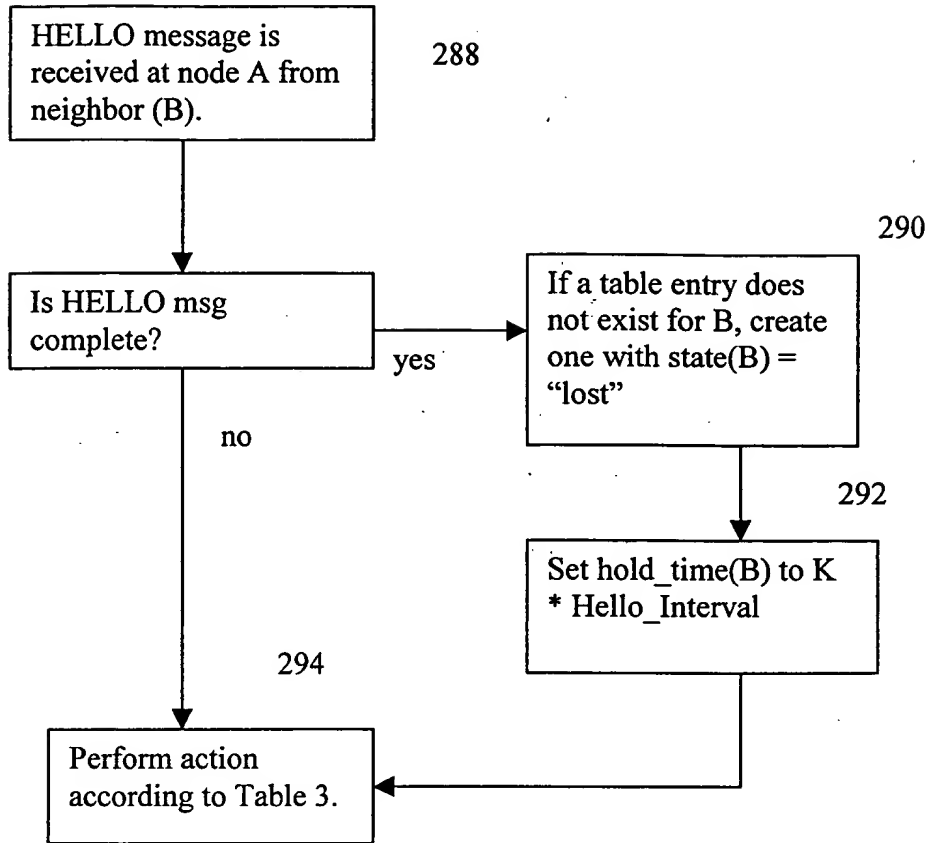 HELLO message is
received at node A from
neighbor (B).
288
290
Is HELLO msg
complete?
yes
If a table entry does
not exist for B, create
one with state(B) =
“lost”
no
292
Set hold_time(B) to K
* Hello_Interval
294
Perform action
according to Table 3.